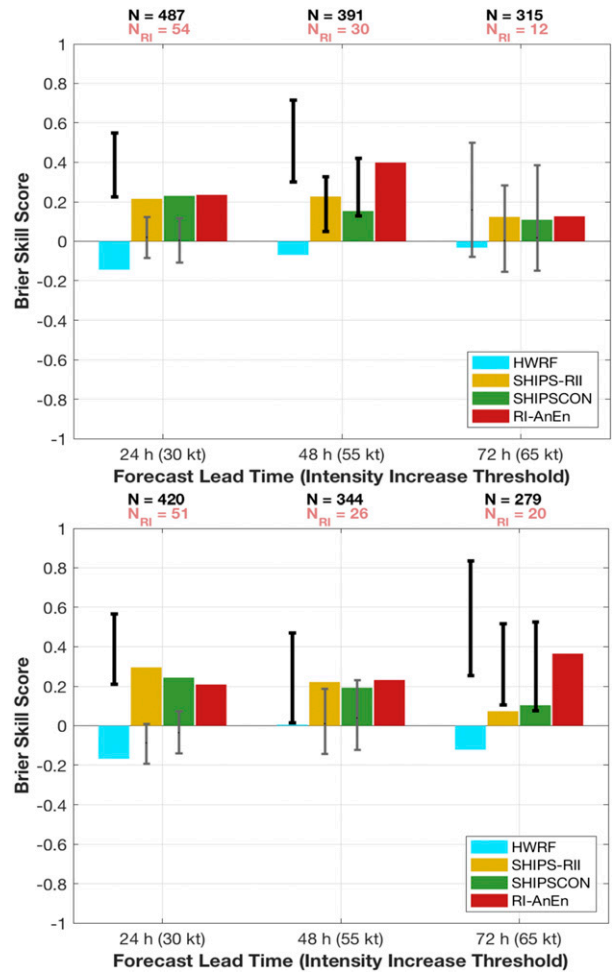 N = 487 N = 391 N = 315
N_RI = 54 N_RI = 30 N_RI = 12
1
0.8
0.6
0.4
0.2
0
-0.2
-0.4
-0.6
-0.8
-1
Brier Skill Score
HWRF
SHIPS-RII
SHIPSCON
RI-AnEn
24 h (30 kt) 48 h (55 kt) 72 h (65 kt)
Forecast Lead Time (Intensity Increase Threshold)
N = 420 N = 344 N = 279
N_RI = 51 N_RI = 26 N_RI = 20
1
0.8
0.6
0.4
0.2
0
-0.2
-0.4
-0.6
-0.8
-1
Brier Skill Score
HWRF
SHIPS-RII
SHIPSCON
RI-AnEn
24 h (30 kt) 48 h (55 kt) 72 h (65 kt)
Forecast Lead Time (Intensity Increase Threshold)